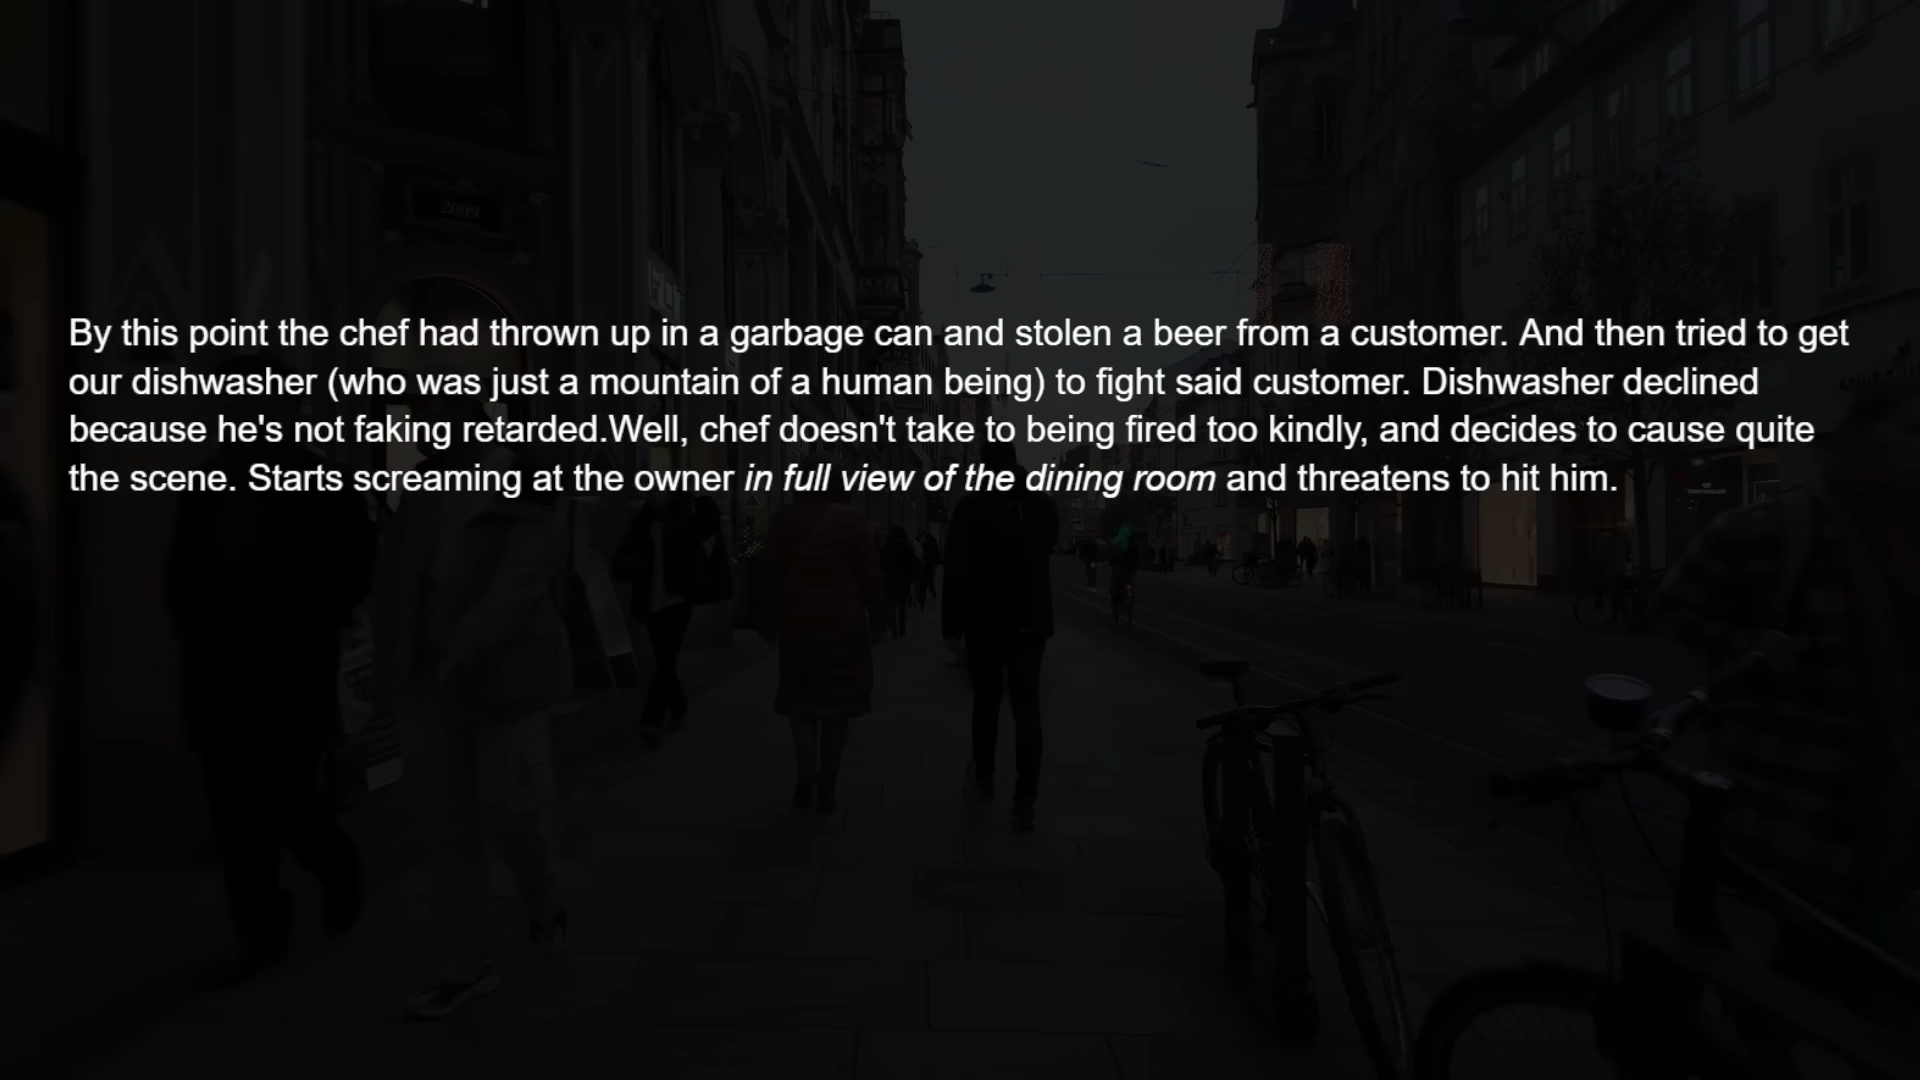 2009
By this point the chef had thrown up in a garbage can and stolen a beer from a customer. And then tried to get
our dishwasher (who was just a mountain of a human being) to fight said customer. Dishwasher declined
because he's not faking retarded.Well, chef doesn't take to being fired too kindly, and decides to cause quite
the scene. Starts screaming at the owner in full view of the dining room and threatens to hit him.